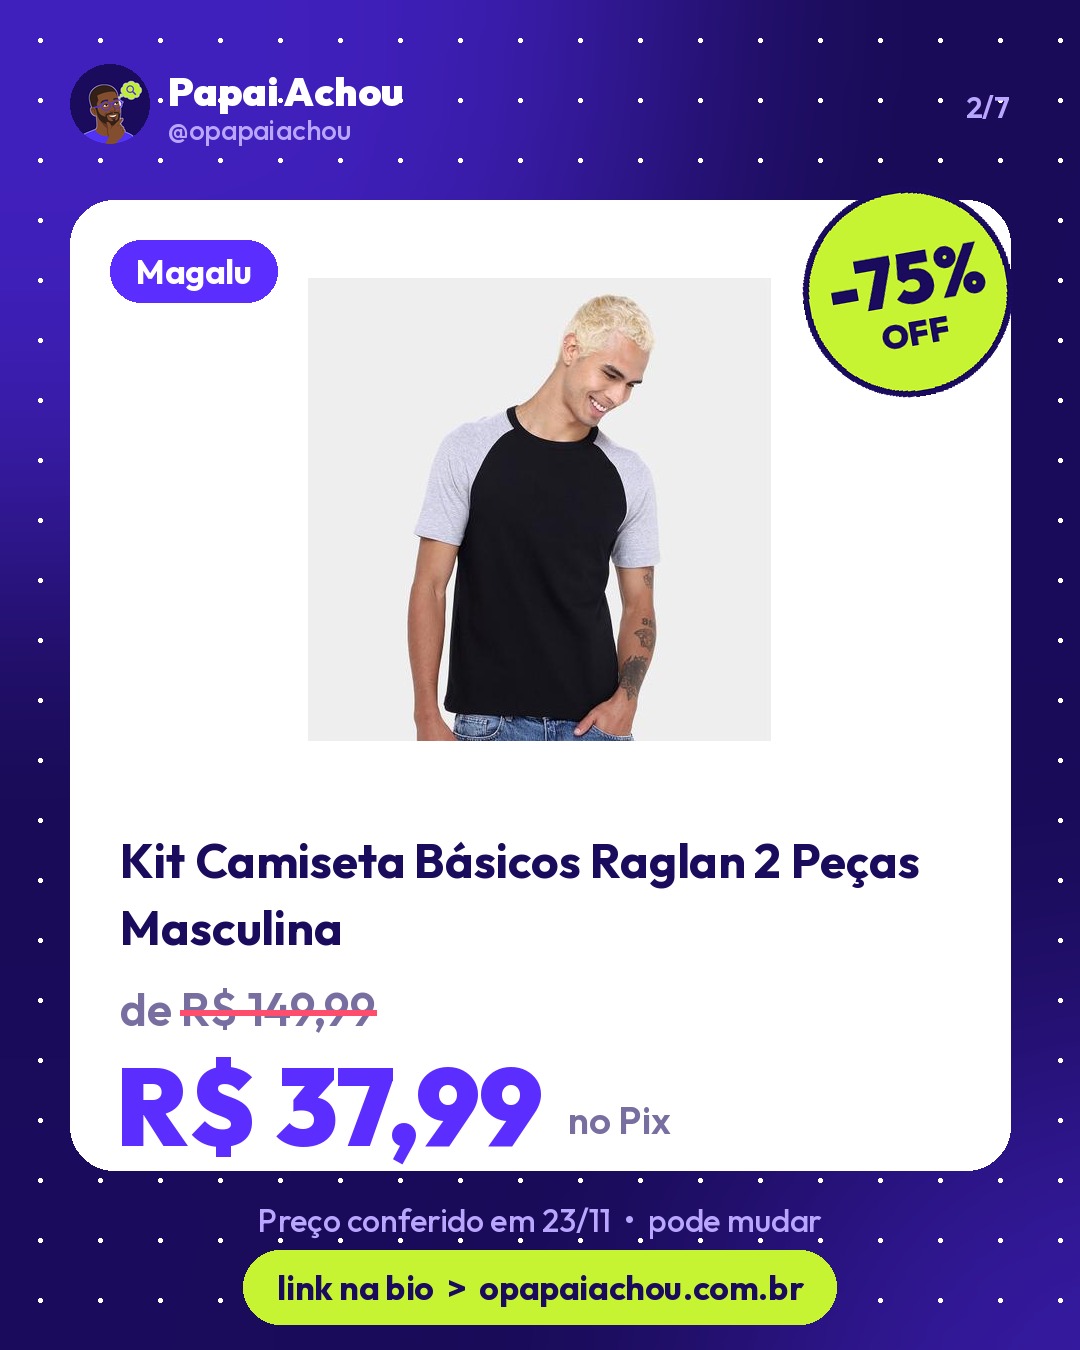 PapaiAchou
@opapaiachou
2/7
Magalu
-75%
OFF
Kit Camiseta Básicos Raglan 2 Peças
Masculina
de R$ 149,99
R$ 37,99 no Pix
Preço conferido em 23/11 • pode mudar
link na bio > opapaiachou.com.br